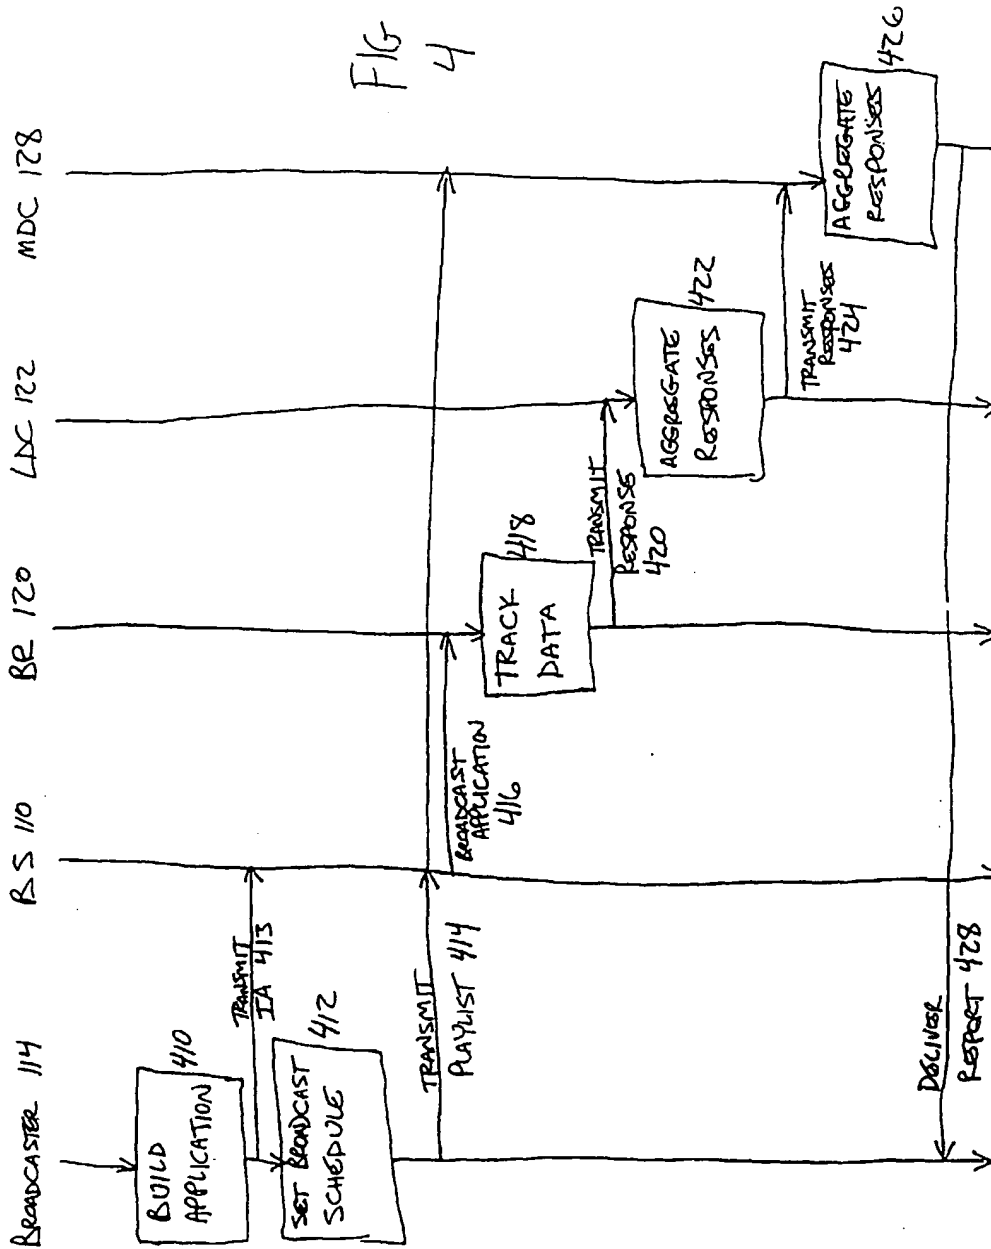 BROADCASTER 114
BS 110
BR 120
LDC 122
MDC 128
FIG
4
BUILD
APPLICATION
410
TRANSMIT
IA 413
SET BROADCAST
SCHEDULE
412
TRANSMIT
PLAYLIST 414
BROADCAST
APPLICATION
416
TRACK
DATA
418
TRANSMIT
RESPONSE
420
AGGREGATE
RESPONSES
422
TRANSMIT
RESPONSES
424
AGGREGATE
RESPONSES
426
DELIVER
REPORT 428